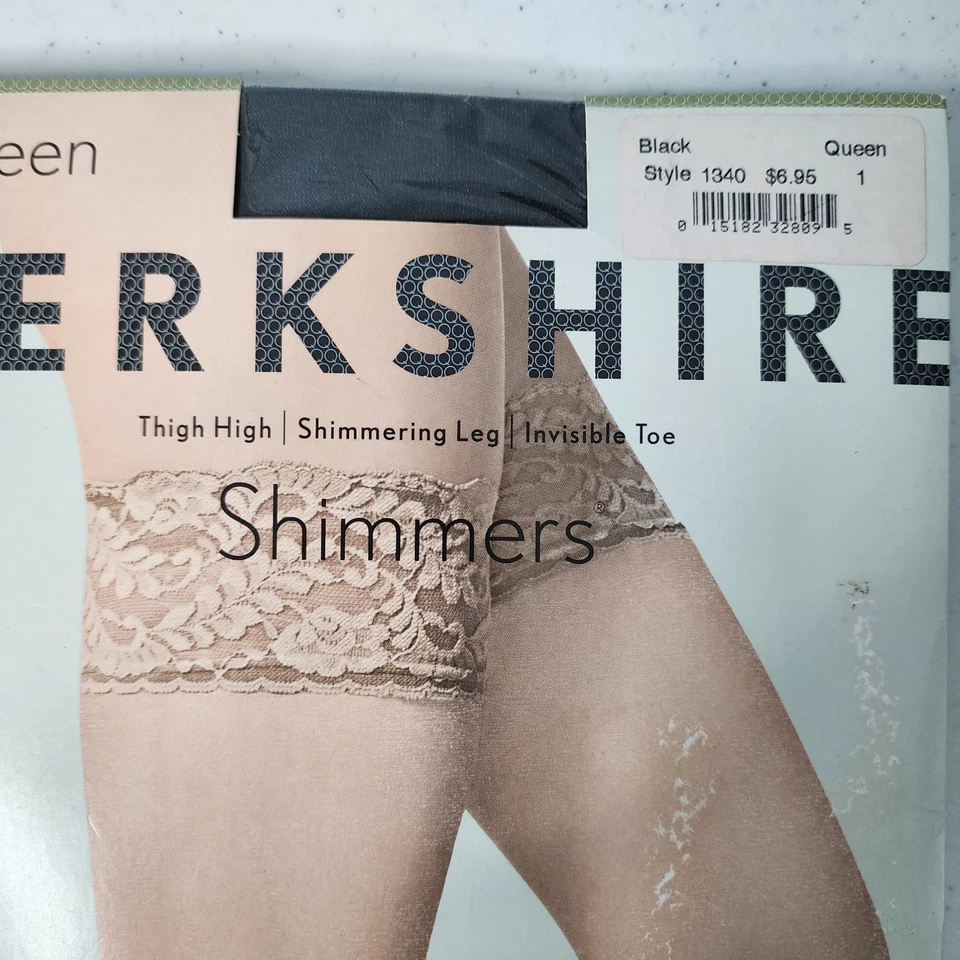 een
Black Queen
Style 1340 $6.95 1
0 15182 32809 5
ERKSHIRE
Thigh High | Shimmering Leg | Invisible Toe
Shimmers®